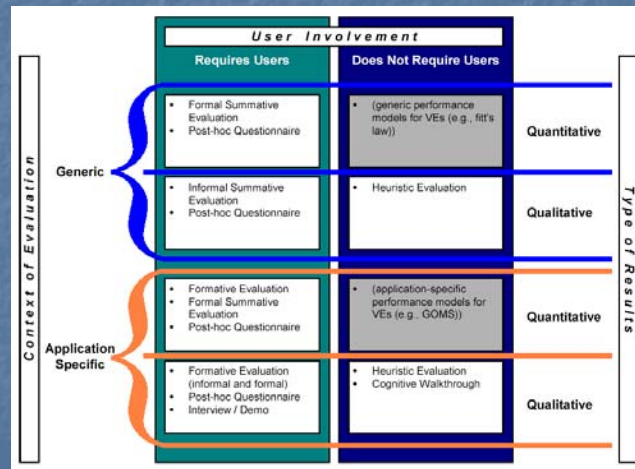 User Involvement
Requires Users
Does Not Require Users
Context of Evaluation
Generic
• Formal Summative
Evaluation
• Post-hoc Questionnaire
• (generic performance
models for VEs (e.g., fitt's
law))
Quantitative
• Informal Summative
Evaluation
• Post-hoc Questionnaire
• Heuristic Evaluation
Qualitative
Application
Specific
• Formative Evaluation
• Formal Summative
Evaluation
• Post-hoc Questionnaire
• (application-specific
performance models for
VEs (e.g., GOMS))
Quantitative
• Formative Evaluation
(informal and formal)
• Post-hoc Questionnaire
• Interview / Demo
• Heuristic Evaluation
• Cognitive Walkthrough
Qualitative
Type of Results